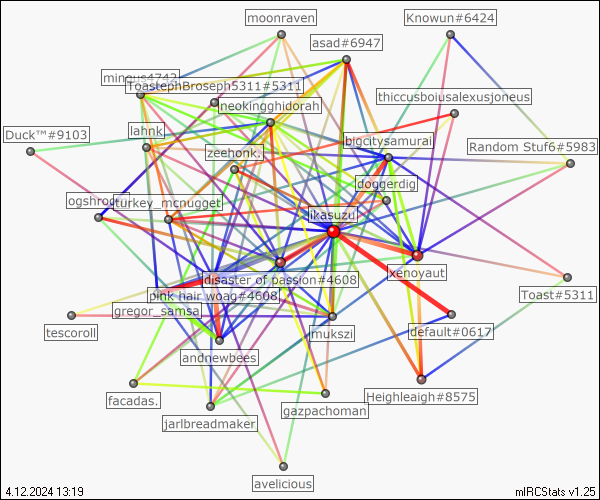 moonraven
Knowun#6424
asad#6947
mingus4742
ToastephBroseph5311#5311
thiccusboiusalexusjoneus
neokingghidorah
Duck™#9103
lahnk
bigcitysamurai
Random Stuf6#5983
zeehonk.
doggerdig
turkey_mcnugget
ikasuzu
xenoyaut
disaster of passion#4608
pink hair woag#4608
Toast#5311
gregor_samsa
tescoroll
mukszi
default#0617
andnewbees
facadas.
Heighleaigh#8575
gazpachoman
jarlbreadmaker
avelicious
4.12.2024 13:19
mIRCStats v1.25